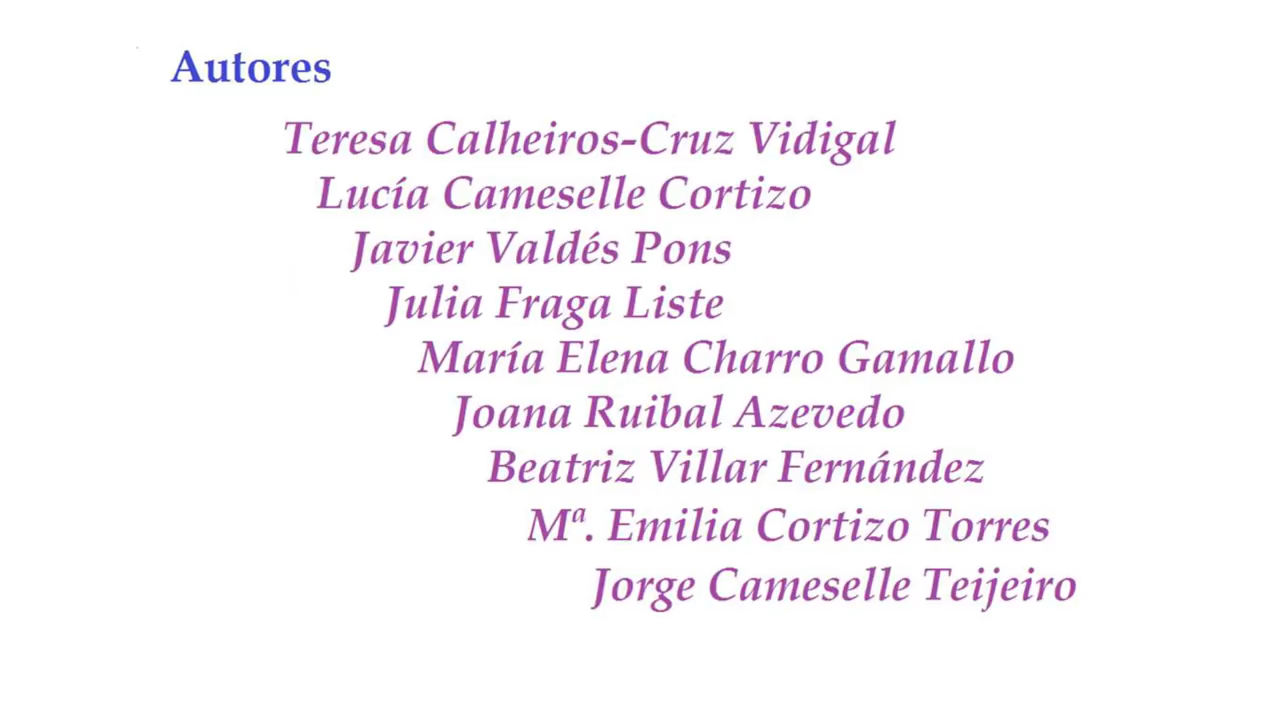 Autores
Teresa Calheiros-Cruz Vidigal
Lucía Cameselle Cortizo
Javier Valdés Pons
Julia Fraga Liste
María Elena Charro Gamallo
Joana Ruibal Azevedo
Beatriz Villar Fernández
Mª. Emilia Cortizo Torres
Jorge Cameselle Teijeiro